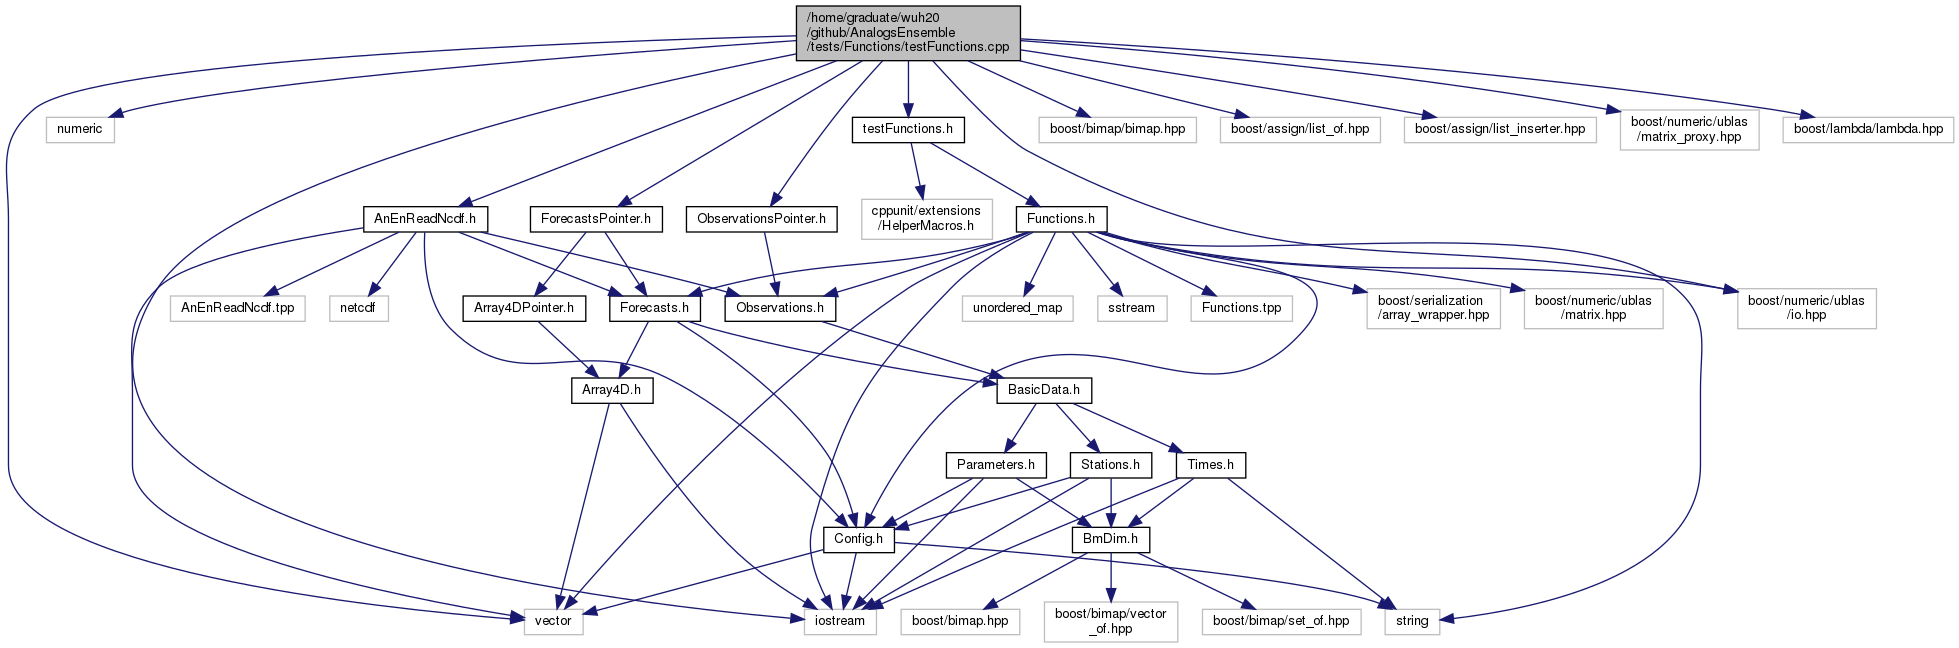 /home/graduate/wuh20
/github/AnalogsEnsemble
/tests/Functions/testFunctions.cpp
numeric
testFunctions.h
boost/bimap/bimap.hpp
boost/assign/list_of.hpp
boost/assign/list_inserter.hpp
boost/numeric/ublas
/matrix_proxy.hpp
boost/lambda/lambda.hpp
AnEnReadNcdf.h
ForecastsPointer.h
ObservationsPointer.h
cppunit/extensions
/HelperMacros.h
Functions.h
AnEnReadNcdf.tpp
netcdf
Array4DPointer.h
Forecasts.h
Observations.h
unordered_map
sstream
Functions.tpp
boost/serialization
/array_wrapper.hpp
boost/numeric/ublas
/matrix.hpp
boost/numeric/ublas
/io.hpp
Array4D.h
BasicData.h
Parameters.h
Stations.h
Times.h
Config.h
BmDim.h
vector
iostream
boost/bimap.hpp
boost/bimap/vector
_of.hpp
boost/bimap/set_of.hpp
string